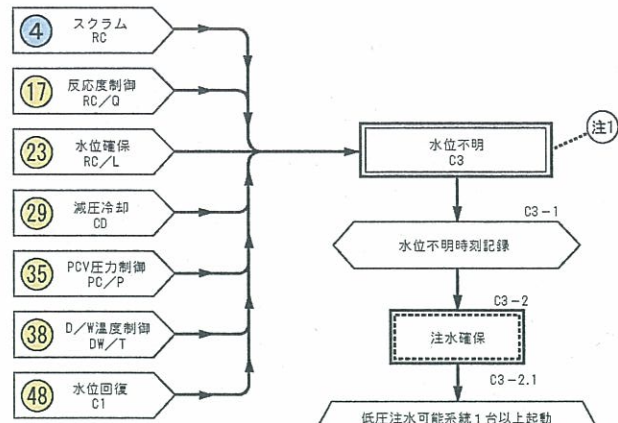 4 スクラム
RC
17 反応度制御
RC/Q
23 水位確保
RC/L
29 減圧冷却
CD
35 PCV圧力制御
PC/P
38 D/W温度制御
DW/T
48 水位回復
C1
水位不明
C3
注1
C3-1
水位不明時刻記録
C3-2
注水確保
C3-2.1
低圧注水可能系統1台以上起動